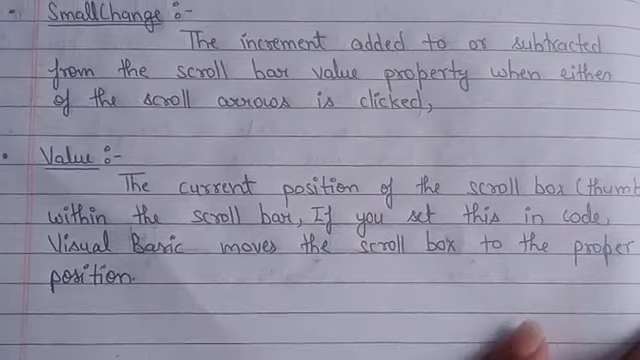 • SmallChange :-
The increment added to or subtracted
from the scroll bar value property when either
of the scroll arrows is clicked,
• Value :-
The current position of the scroll box (thumb
within the scroll bar, If you set this in code,
Visual Basic moves the scroll box to the proper
position.